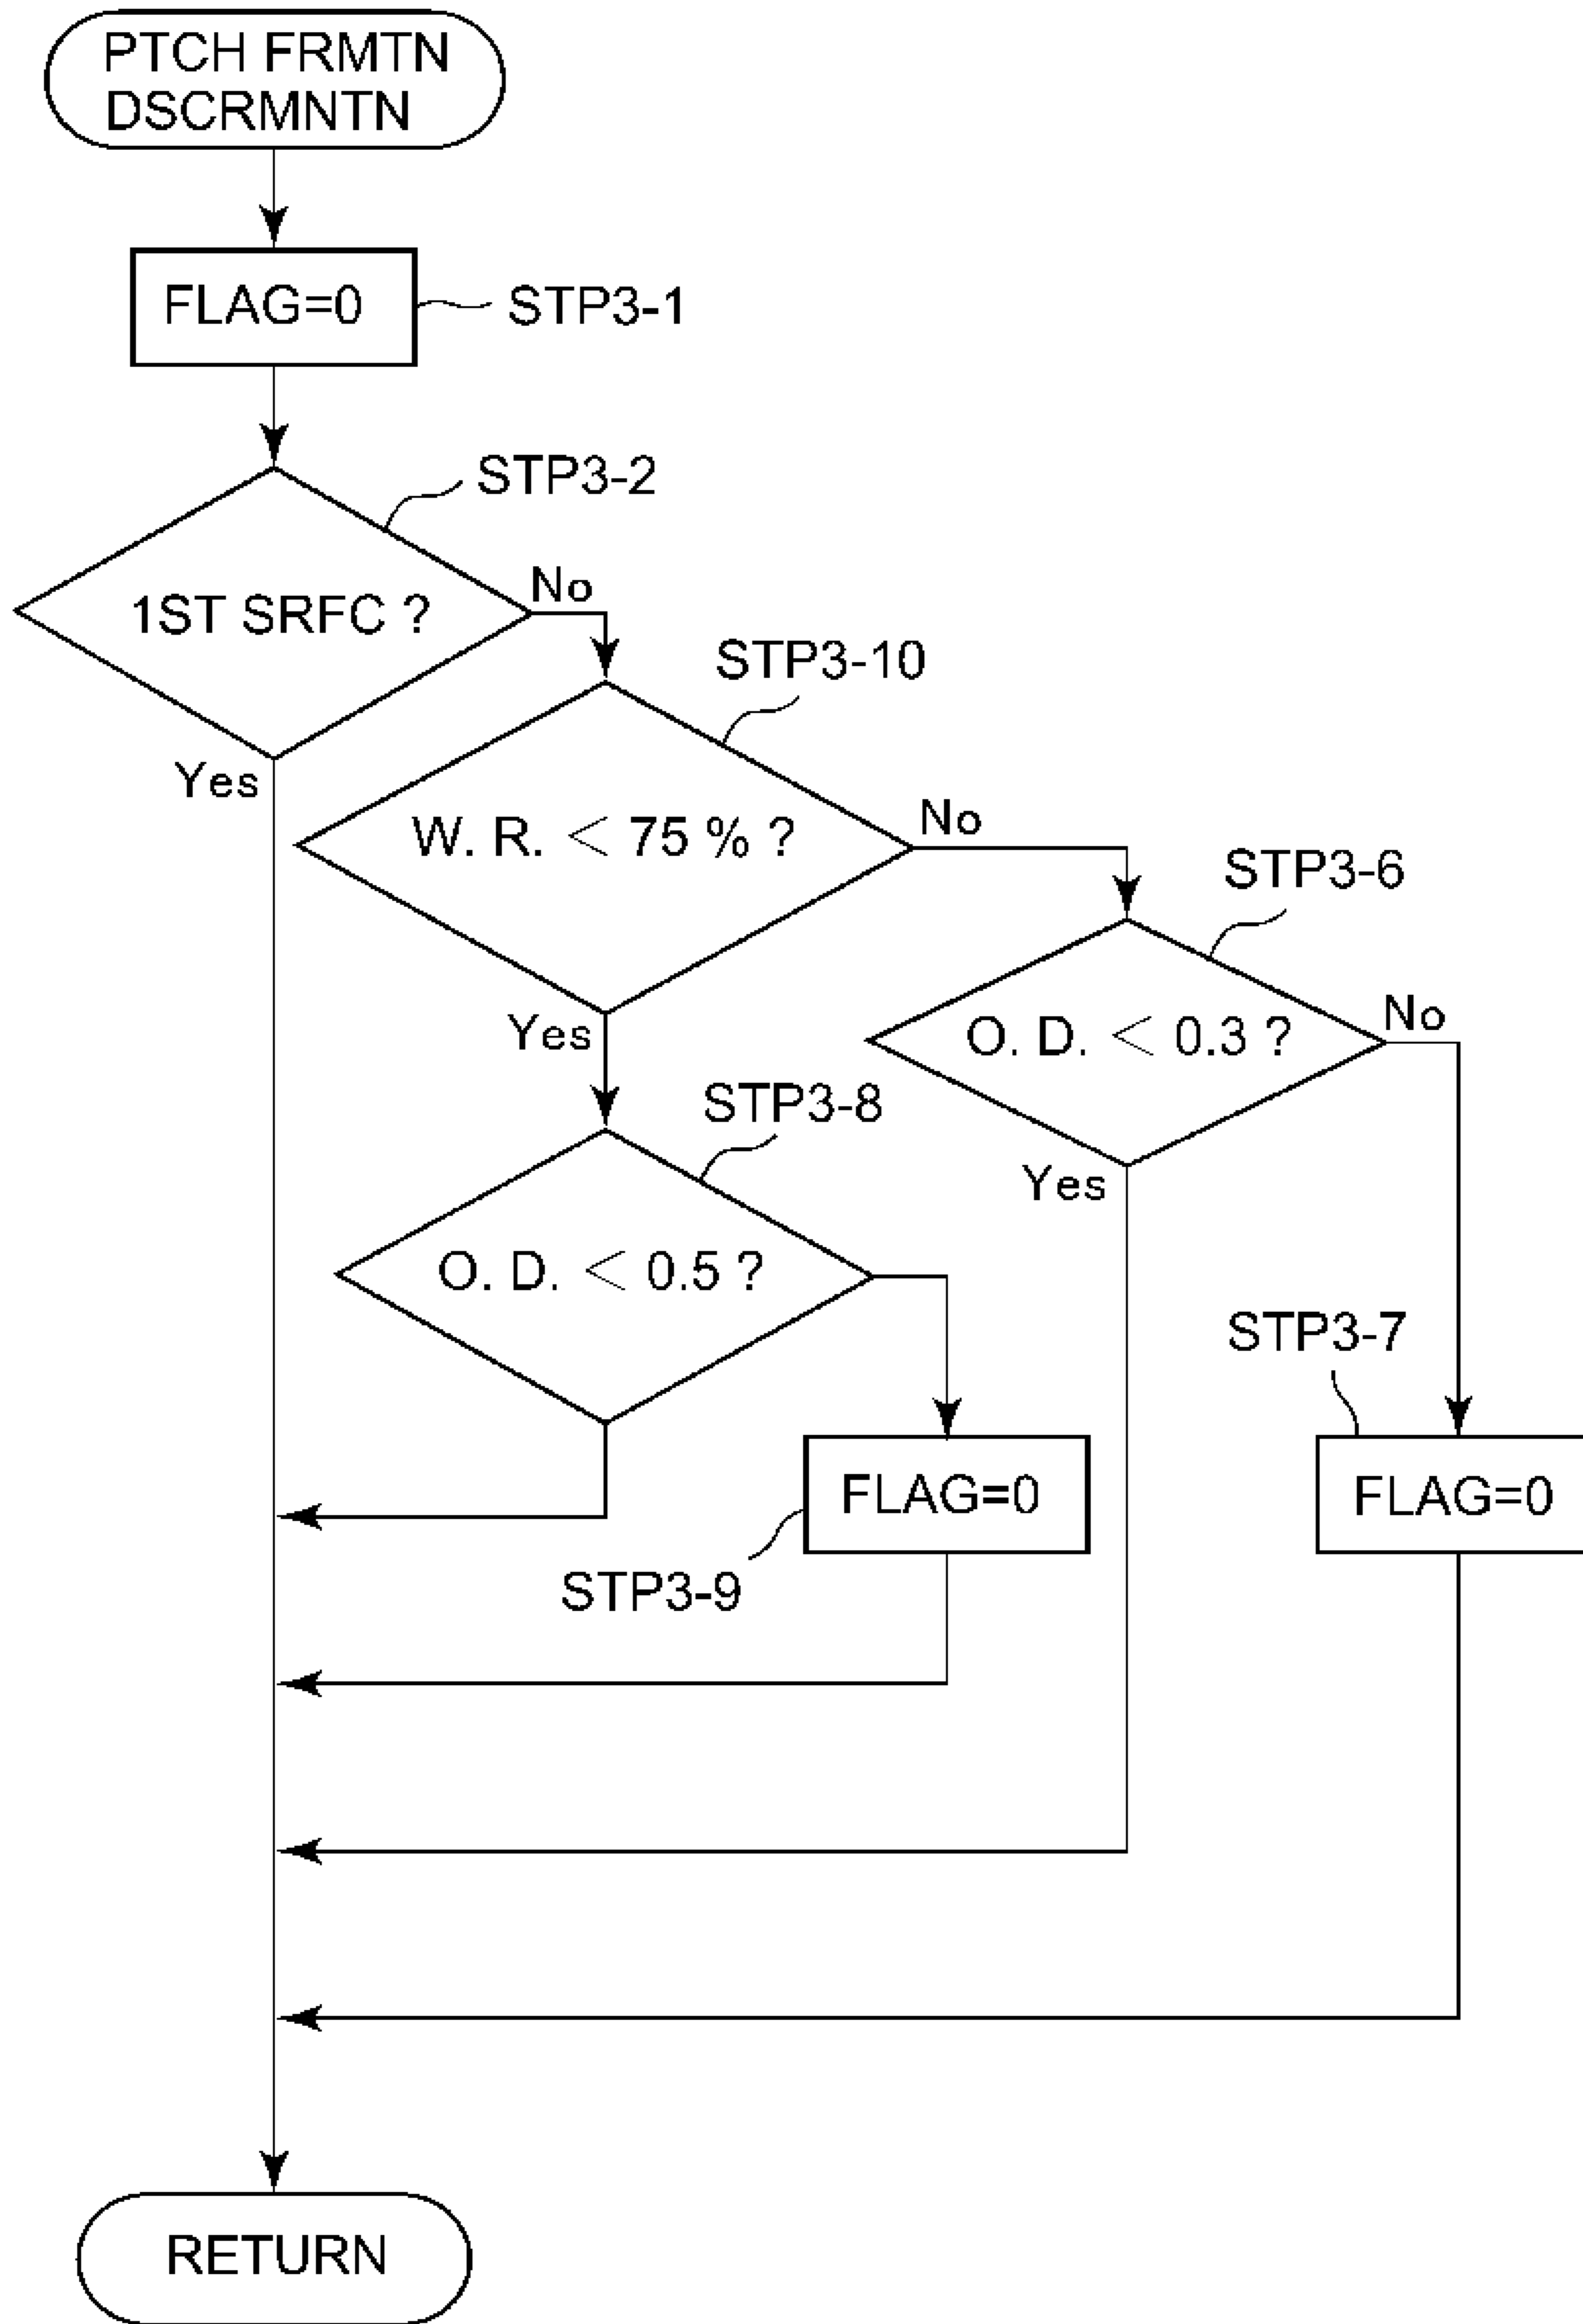 PTCH FRMTN
DSCRMNTN
FLAG=0
STP3-1
STP3-2
1ST SRFC ?
No
Yes
STP3-10
W. R. < 75 % ?
No
Yes
STP3-6
O. D. < 0.3 ?
No
Yes
STP3-8
O. D. < 0.5 ?
STP3-7
FLAG=0
FLAG=0
STP3-9
RETURN